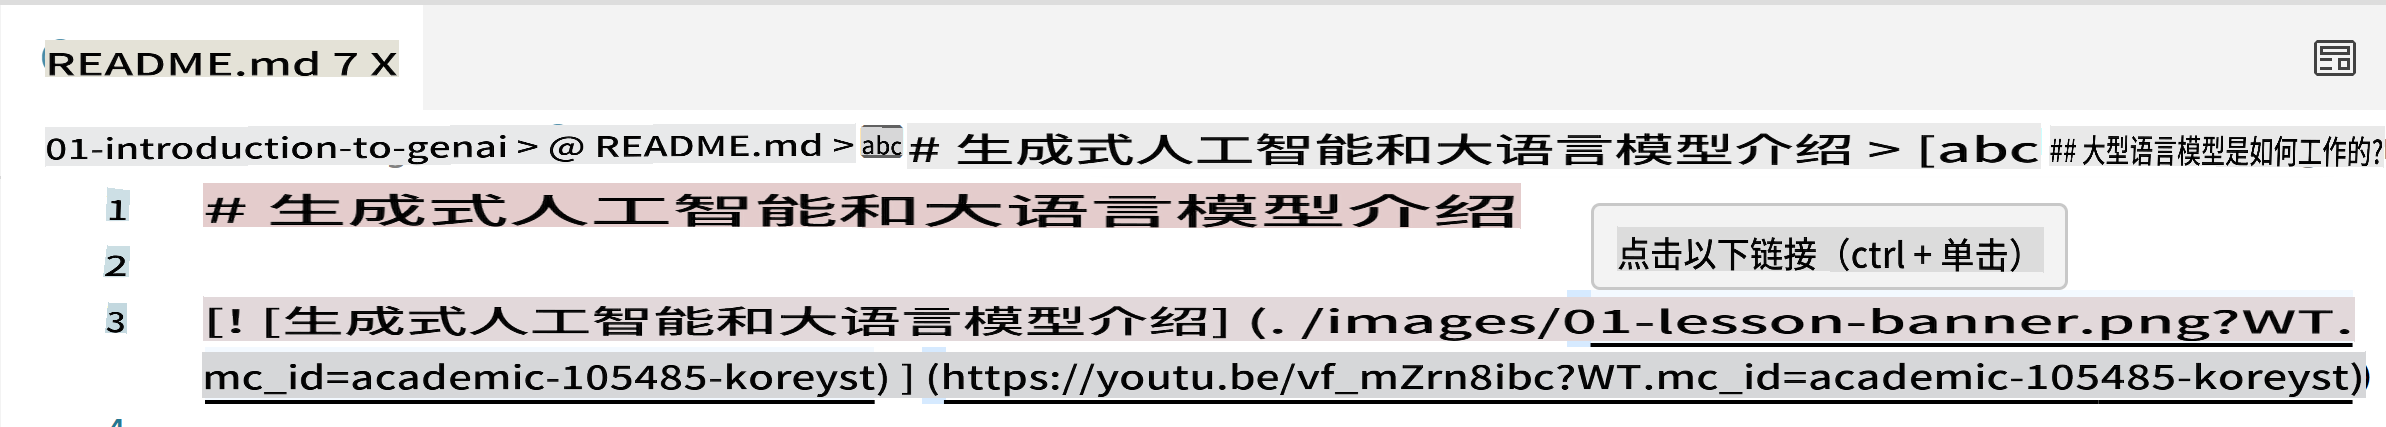 README.md 7 X
01-introduction-to-genai > @ README.md > abc # 生成式人工智能和大语言模型介绍 > [abc ## 大型语言模型是如何工作的?
1 # 生成式人工智能和大语言模型介绍
点击以下链接（ctrl + 单击）
2
3 [! [生成式人工智能和大语言模型介绍] (. /images/01-lesson-banner.png?WT.
mc_id=academic-105485-koreyst) ] (https://youtu.be/vf_mZrn8ibc?WT.mc_id=academic-105485-koreyst))
4